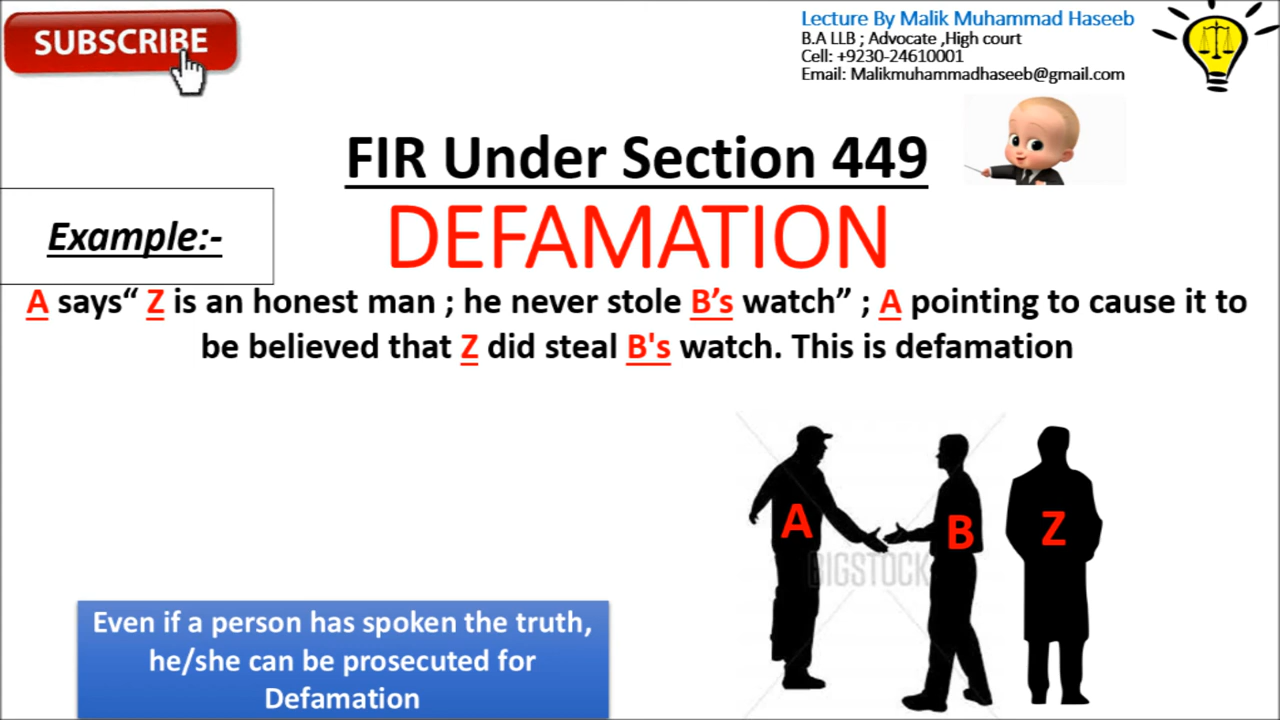 SUBSCRIBE
Lecture By Malik Muhammad Haseeb
B.A LLB ; Advocate ,High court
Cell: +9230-24610001
Email: Malikmuhammadhaseeb@gmail.com
FIR Under Section 449
Example:-
DEFAMATION
A says“ Z is an honest man ; he never stole B’s watch” ; A pointing to cause it to
be believed that Z did steal B's watch. This is defamation
A
B
Z
BIGSTOCK
Even if a person has spoken the truth,
he/she can be prosecuted for
Defamation